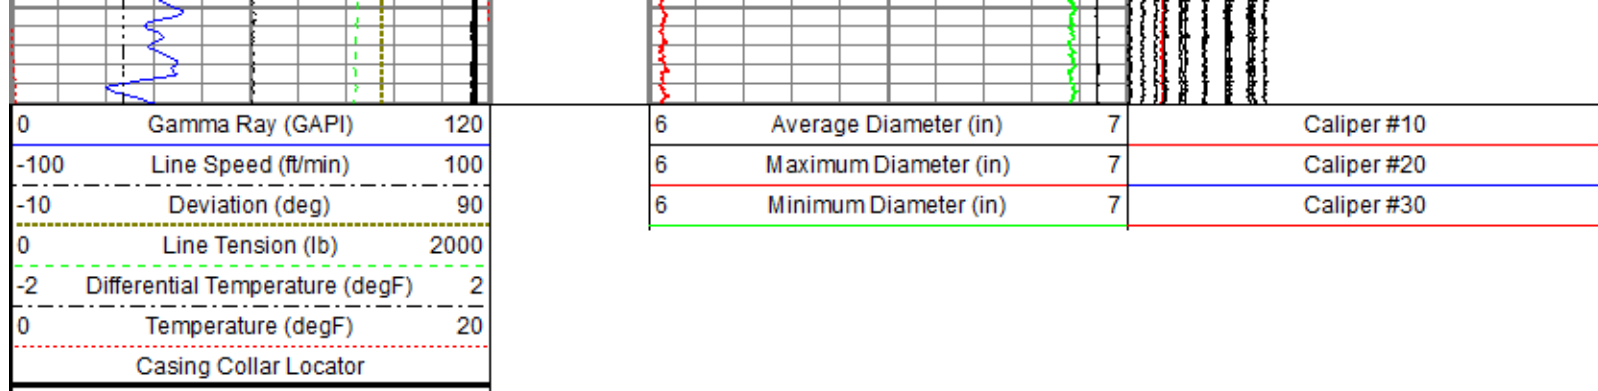 0 Gamma Ray (GAPI) 120
-100 Line Speed (ft/min) 100
-10 Deviation (deg) 90
0 Line Tension (lb) 2000
-2 Differential Temperature (degF) 2
0 Temperature (degF) 20
Casing Collar Locator
6 Average Diameter (in) 7
6 Maximum Diameter (in) 7
6 Minimum Diameter (in) 7
Caliper #10
Caliper #20
Caliper #30